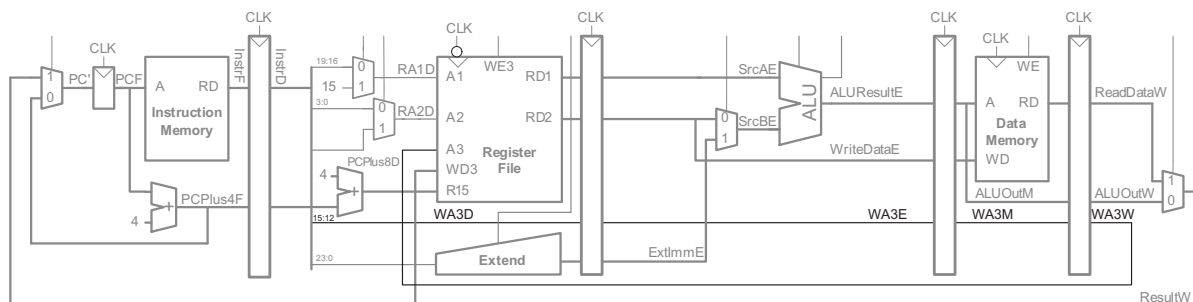 CLK
CLK
CLK
CLK
CLK
CLK
CLK
CLK
1
0
PC'
PCF
A
RD
Instruction
Memory
InstrF
InstrD
19:16
15
0
1
RA1D
A1
WE3
RD1
SrcAE
ALU
ALUResultE
A
RD
WE
Data
Memory
WD
ReadDataW
3:0
0
1
RA2D
A2
RD2
0
1
SrcBE
A3
WD3
R15
Register
File
WriteDataE
PCPlus8D
4
+
PCPlus4F
4
+
ALUOutM
ALUOutW
1
0
15:12
WA3D
WA3E
WA3M
WA3W
23:0
Extend
ExtImmE
ResultW